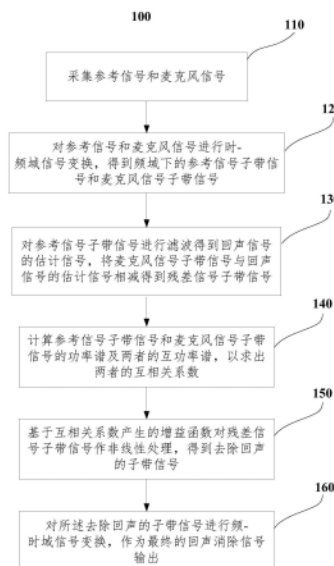 100
110
采集参考信号和麦克风信号
12
对参考信号和麦克风信号进行时-
频域信号变换，得到频域下的参考信号子带信
号和麦克风信号子带信号
130
对参考信号子带信号进行滤波得到回声信号
的估计信号，将麦克风信号子带信号与回声
信号的估计信号相减得到残差信号子带信号
140
计算参考信号子带信号和麦克风信号子带
信号的功率谱及两者的互功率谱，以求出
两者的互相关系数
150
基于互相关系数产生的增益函数对残差信
号子带信号作非线性处理，得到去除回声
的子带信号
160
对所述去除回声的子带信号进行频-
时域信号变换，作为最终的回声消除信号
输出